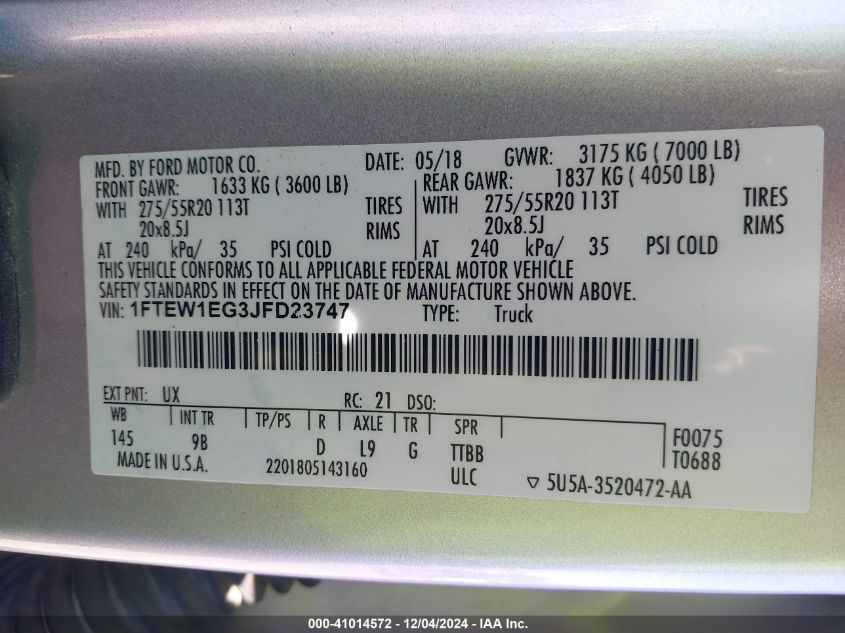 MFD. BY FORD MOTOR CO. DATE: 05/18 GVWR: 3175 KG ( 7000 LB)
FRONT GAWR: 1633 KG ( 3600 LB) REAR GAWR: 1837 KG ( 4050 LB)
WITH 275/55R20 113T TIRES WITH 275/55R20 113T TIRES
20x8.5J RIMS 20x8.5J RIMS
AT 240 kPa/ 35 PSI COLD AT 240 kPa/ 35 PSI COLD
THIS VEHICLE CONFORMS TO ALL APPLICABLE FEDERAL MOTOR VEHICLE
SAFETY STANDARDS IN EFFECT ON THE DATE OF MANUFACTURE SHOWN ABOVE.
VIN: 1FTEW1EG3JFD23747 TYPE: Truck
EXT PNT: UX RC: 21 DSO:
WB INT TR TP/PS R AXLE TR SPR
145 9B D L9 G TTBB F0075
MADE IN U.S.A. 2201805143160 ULC T0688
5U5A-3520472-AA
000-41014572 - 12/04/2024 - IAA Inc.